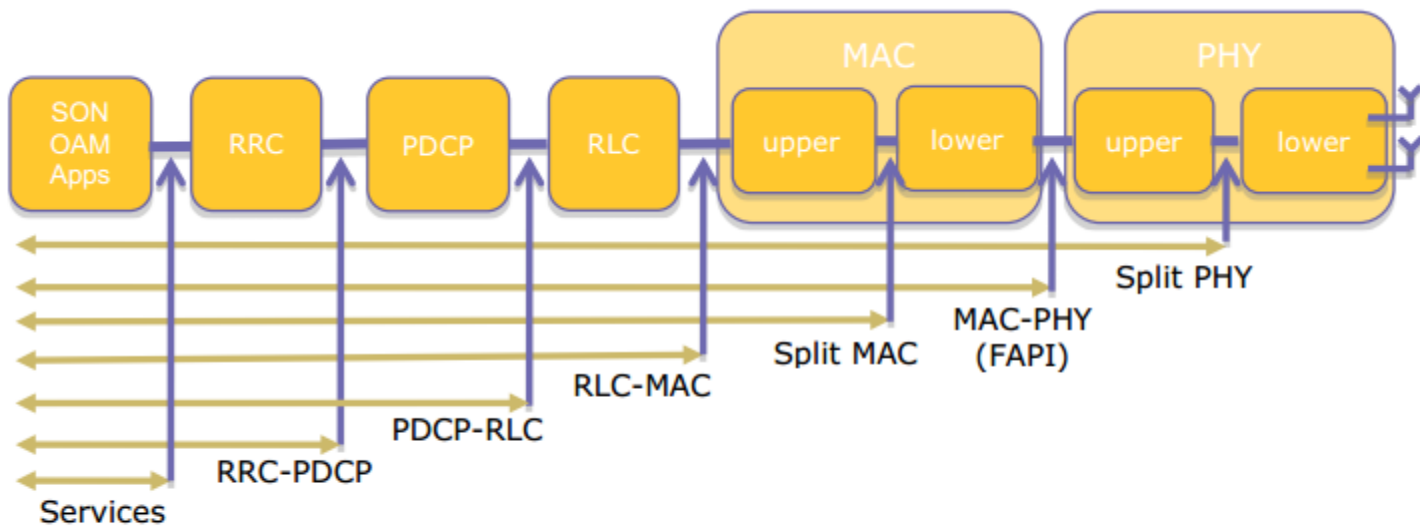 MAC
PHY
SON
OAM
Apps
RRC
PDCP
RLC
upper
lower
upper
lower
Split PHY
MAC-PHY
(FAPI)
Split MAC
RLC-MAC
PDCP-RLC
RRC-PDCP
Services